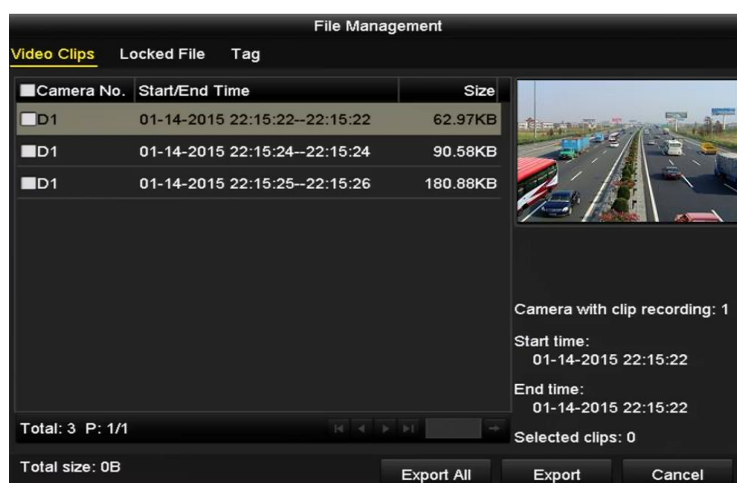 File Management
Video Clips Locked File Tag
Camera No. Start/End Time Size
D1 01-14-2015 22:15:22--22:15:22 62.97KB
D1 01-14-2015 22:15:24--22:15:24 90.58KB
D1 01-14-2015 22:15:25--22:15:26 180.88KB
Camera with clip recording: 1
Start time:
01-14-2015 22:15:22
End time:
01-14-2015 22:15:22
Selected clips: 0
Total: 3 P: 1/1
Total size: 0B
Export All Export Cancel